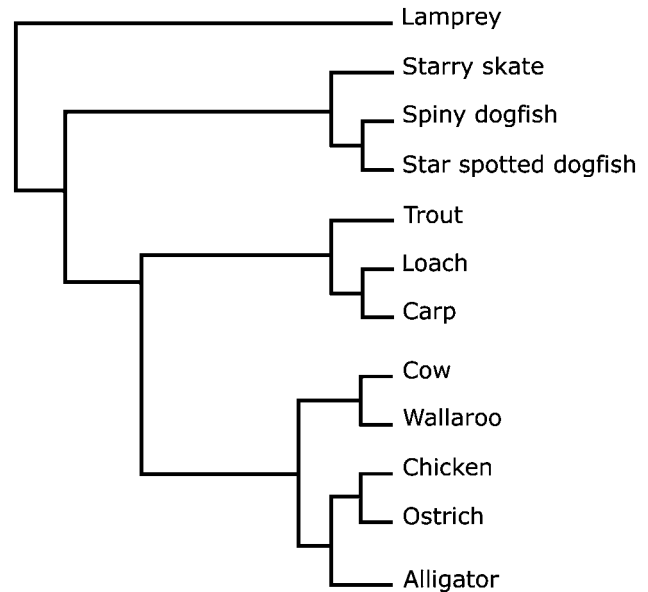 Lamprey
Starry skate
Spiny dogfish
Star spotted dogfish
Trout
Loach
Carp
Cow
Wallaroo
Chicken
Ostrich
Alligator